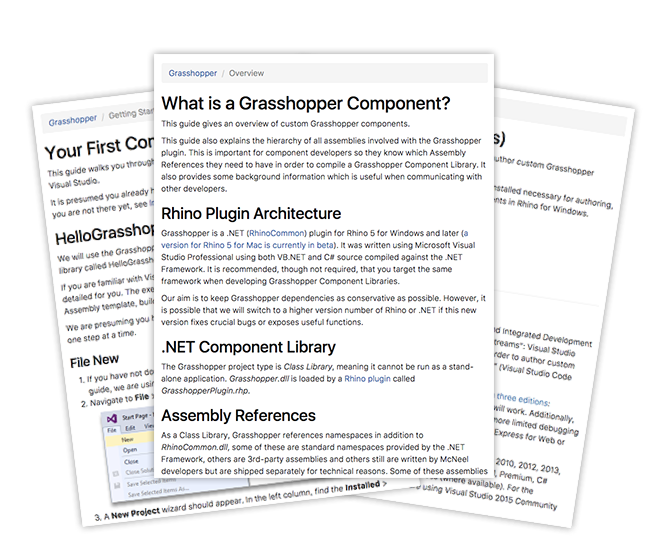 Grasshopper / Overview
What is a Grasshopper Component?
This guide gives an overview of custom Grasshopper components.
This guide also explains the hierarchy of all assemblies involved with the Grasshopper
plugin. This is important for component developers so they know which Assembly
References they need to have in order to compile a Grasshopper Component Library. It
also provides some background information which is useful when communicating with
other developers.
Rhino Plugin Architecture
Grasshopper is a .NET (RhinoCommon) plugin for Rhino 5 for Windows and later (a
version for Rhino 5 for Mac is currently in beta). It was written using Microsoft Visual
Studio Professional using both VB.NET and C# source compiled against the .NET
Framework. It is recommended, though not required, that you target the same
framework when developing Grasshopper Component Libraries.
Our aim is to keep Grasshopper dependencies as conservative as possible. However, it
is possible that we will switch to a higher version number of Rhino or .NET if this new
version fixes crucial bugs or exposes useful functions.
.NET Component Library
The Grasshopper project type is Class Library, meaning it cannot be run as a stand-
alone application. Grasshopper.dll is loaded by a Rhino plugin called
GrasshopperPlugin.rhp.
Assembly References
As a Class Library, Grasshopper references namespaces in addition to
RhinoCommon.dll, some of these are standard namespaces provided by the .NET
Framework, others are 3rd-party assemblies and others still are written by McNeel
developers but are shipped separately for technical reasons. Some of these assemblies
Grasshopper / Getting Star
Your First Con
This guide walks you through
Visual Studio.
It is presumed you already h
you are not there yet, see
HelloGrassho
We will use the Grasshopp
library called HelloGrassh
If you are familiar with Vis
detailed for you. The exe
Assembly template, buil
We are presuming you h
one step at a time.
File New
1. If you have not do
guide, we are usin
2. Navigate to File
Start Page -
File Edit View
New
Open
Close
Close Solu
Save Selected Items
Save Selected Items As...
3. A New Project wizard should appear. In the left column, find the Installed >
s)
author custom Grasshopper
installed necessary for authoring,
ents in Rhino for Windows.
d Integrated Development
streams": Visual Studio
order to author custom
" (Visual Studio Code
three editions:
will work. Additionally,
more limited debugging
Express for Web or
2010, 2012, 2013,
, Premium, C#
(where available). For the
e using Visual Studio 2015 Community